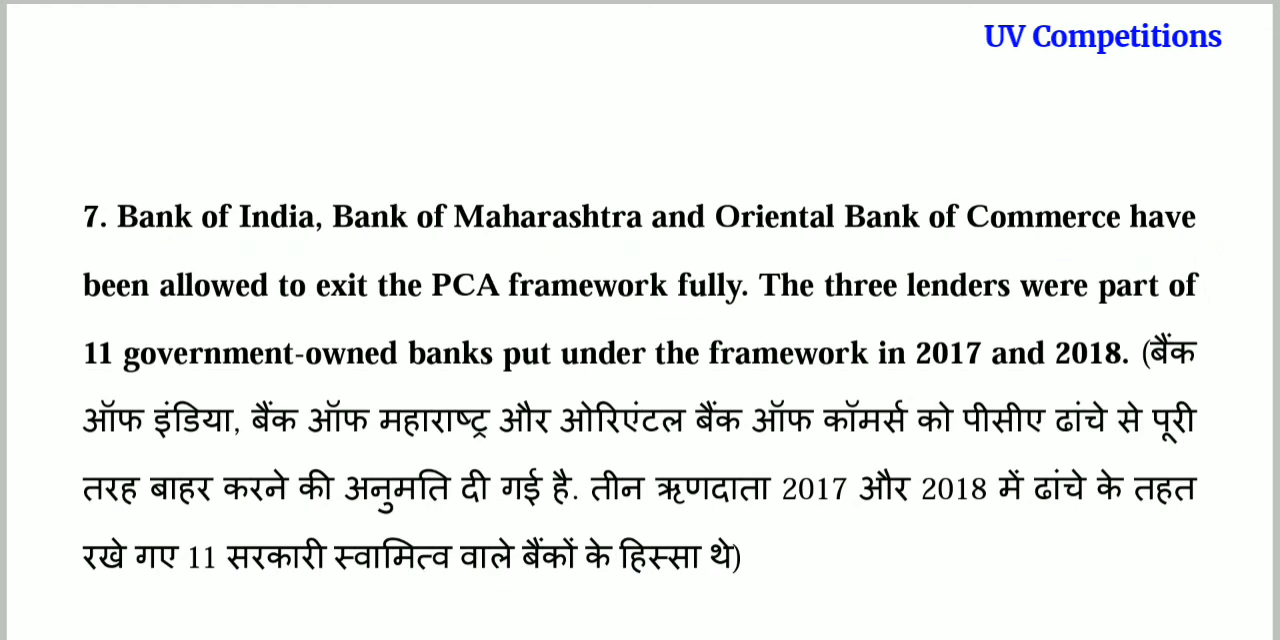 UV Competitions
7. Bank of India, Bank of Maharashtra and Oriental Bank of Commerce have
been allowed to exit the PCA framework fully. The three lenders were part of
11 government-owned banks put under the framework in 2017 and 2018. (बैंक
ऑफ इंडिया, बैंक ऑफ महाराष्ट्र और ओरिएंटल बैंक ऑफ कॉमर्स को पीसीए ढांचे से पूरी
तरह बाहर करने की अनुमति दी गई है. तीन ऋणदाता 2017 और 2018 में ढांचे के तहत
रखे गए 11 सरकारी स्वामित्व वाले बैंकों के हिस्सा थे)